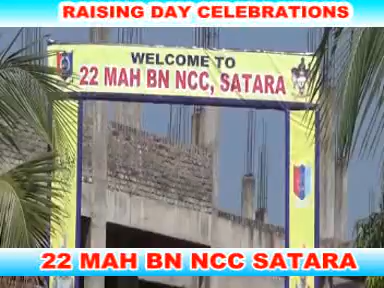 RAISING DAY CELEBRATIONS
WELCOME TO
22 MAH BN NCC, SATARA
22 MAH BN NCC SATARA